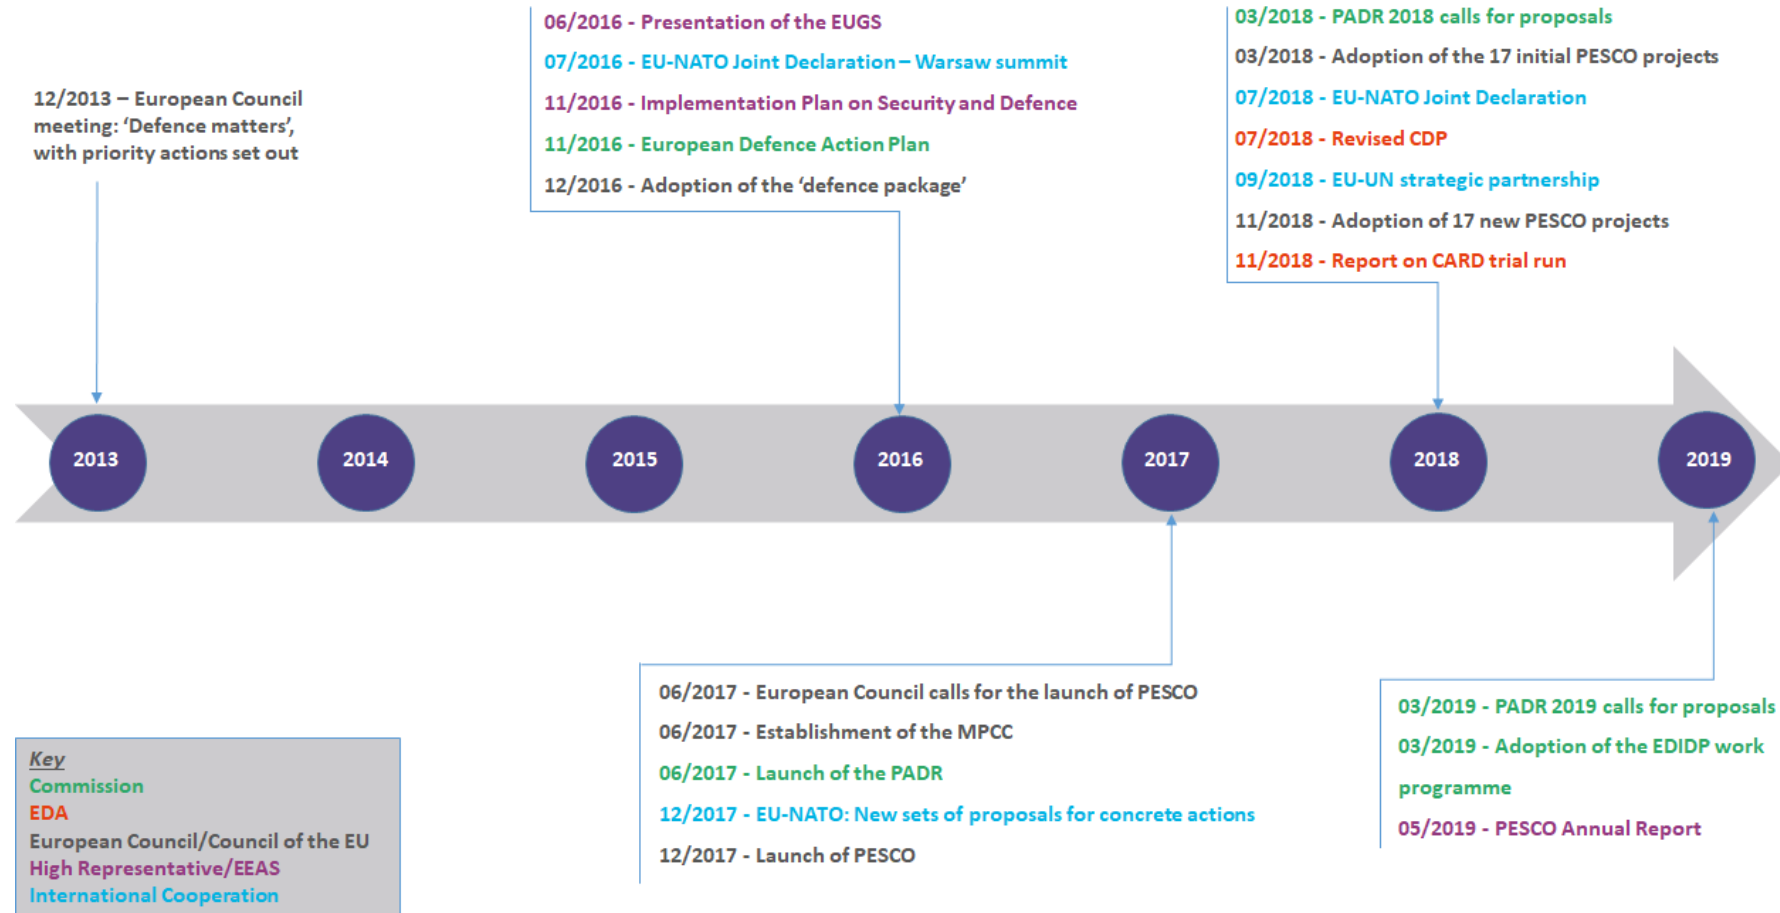 12/2013 – European Council
meeting: ‘Defence matters’,
with priority actions set out
06/2016 - Presentation of the EUGS
07/2016 - EU-NATO Joint Declaration – Warsaw summit
11/2016 - Implementation Plan on Security and Defence
11/2016 - European Defence Action Plan
12/2016 - Adoption of the ‘defence package’
03/2018 - PADR 2018 calls for proposals
03/2018 - Adoption of the 17 initial PESCO projects
07/2018 - EU-NATO Joint Declaration
07/2018 - Revised CDP
09/2018 - EU-UN strategic partnership
11/2018 - Adoption of 17 new PESCO projects
11/2018 - Report on CARD trial run
2013
2014
2015
2016
2017
2018
2019
06/2017 - European Council calls for the launch of PESCO
06/2017 - Establishment of the MPCC
06/2017 - Launch of the PADR
12/2017 - EU-NATO: New sets of proposals for concrete actions
12/2017 - Launch of PESCO
03/2019 - PADR 2019 calls for proposals
03/2019 - Adoption of the EDIDP work
programme
05/2019 - PESCO Annual Report
Key
Commission
EDA
European Council/Council of the EU
High Representative/EEAS
International Cooperation